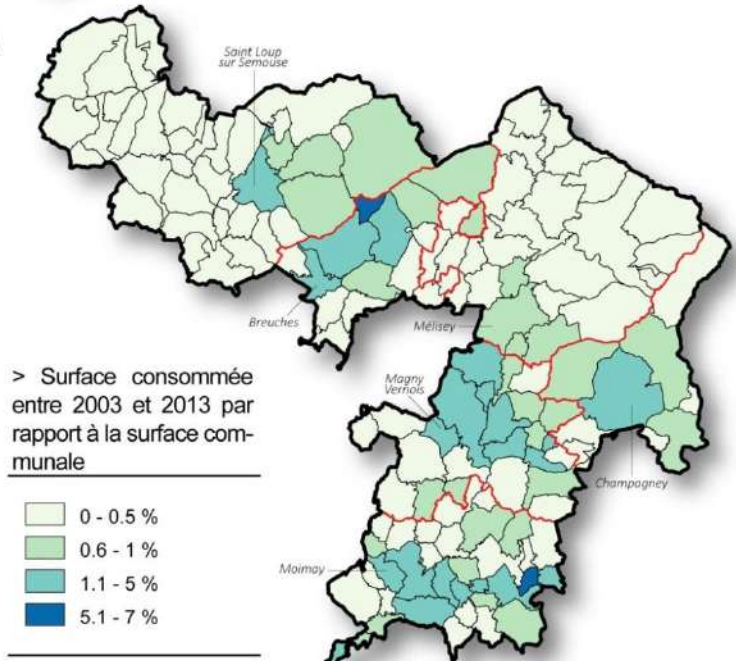 Saint Loup
sur Semouse
Breuches
Mélisey
> Surface consommée
entre 2003 et 2013 par
rapport à la surface com-
munale
Magny
Vernois
Champagney
0 - 0.5 %
0.6 - 1 %
1.1 - 5 %
5.1 - 7 %
Moimay